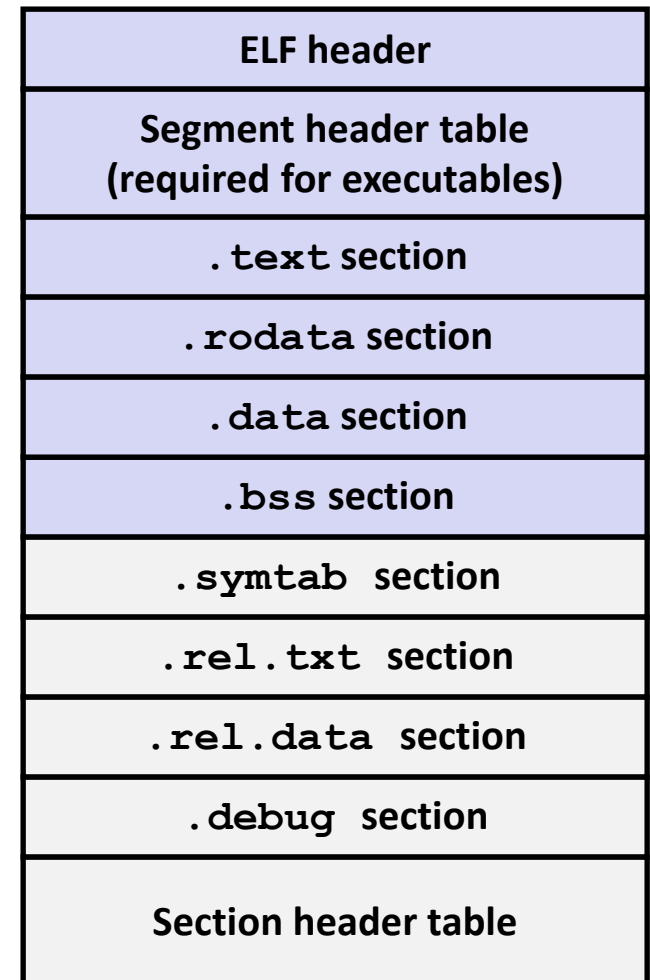 ELF header
Segment header table
(required for executables)
.text section
.rodata section
.data section
.bss section
.symtab section
.rel.txt section
.rel.data section
.debug section
Section header table